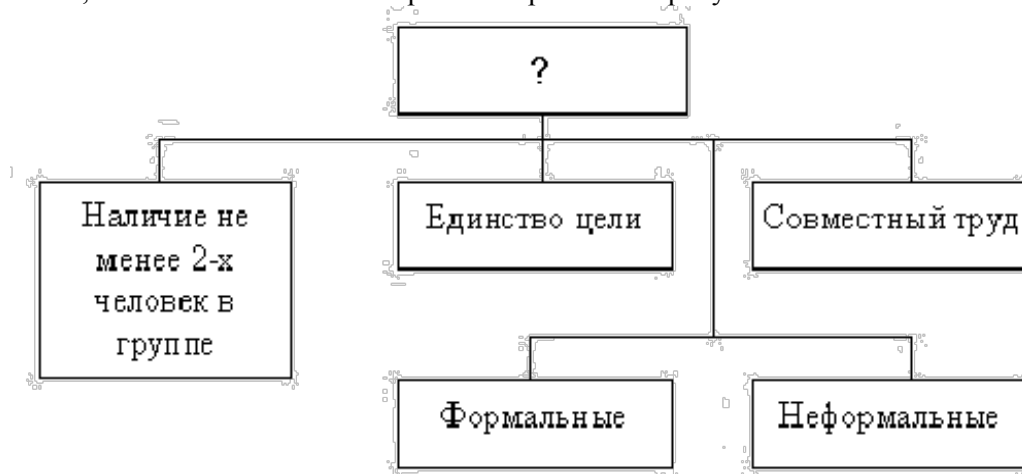 ?
Наличие не
менее 2-х
человек в
группе
Единство цели
Совместный труд
Формальные
Неформальные